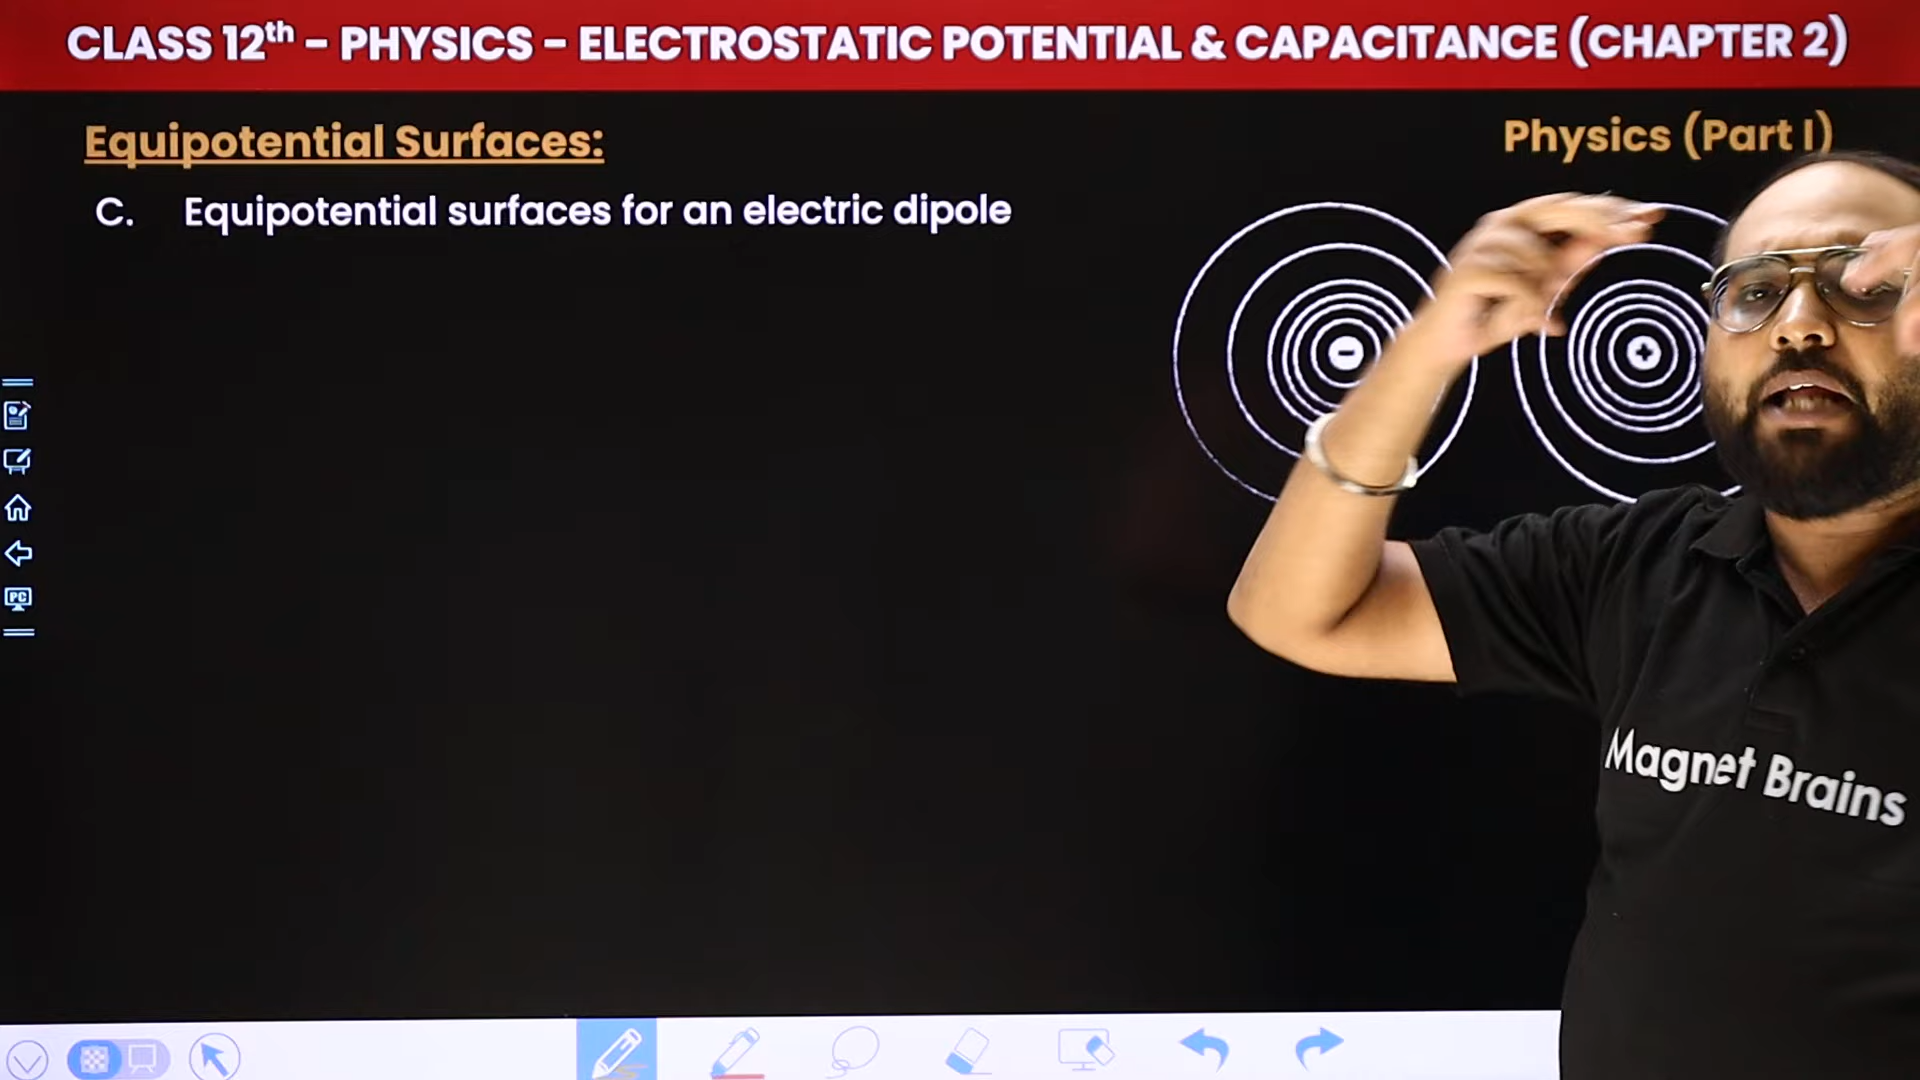 CLASS 12th – PHYSICS – ELECTROSTATIC POTENTIAL & CAPACITANCE (CHAPTER 2)
Equipotential Surfaces:
Physics (Part I)
C. Equipotential surfaces for an electric dipole
-
+
PC
Magnet Brains